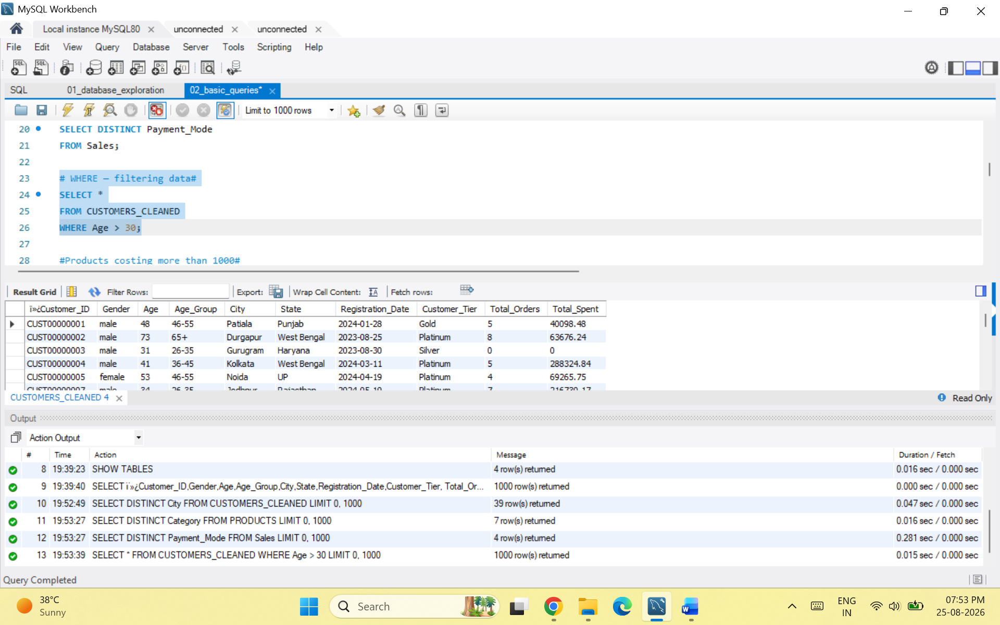 MySQL Workbench
Local instance MySQL80 unconnected unconnected
File Edit View Query Database Server Tools Scripting Help
SQL 01_database_exploration 02_basic_queries*
Limit to 1000 rows
20 SELECT DISTINCT Payment_Mode
21 FROM Sales;
22
23 # WHERE – filtering data#
24 SELECT *
25 FROM CUSTOMERS_CLEANED
26 WHERE Age > 30;
27
28 #Products costing more than 1000#
Result Grid Filter Rows: Export: Wrap Cell Content: Fetch rows:
ï»¿Customer_ID Gender Age Age_Group City State Registration_Date Customer_Tier Total_Orders Total_Spent
CUST00000001 male 48 46-55 Patiala Punjab 2024-01-28 Gold 5 40098.48
CUST00000002 male 73 65+ Durgapur West Bengal 2023-08-25 Platinum 8 63676.24
CUST00000003 male 31 26-35 Gurugram Haryana 2023-08-30 Silver 0 0
CUST00000004 male 41 36-45 Kolkata West Bengal 2024-03-11 Platinum 5 288324.84
CUST00000005 female 53 46-55 Noida UP 2024-04-19 Platinum 4 69265.75
CUST00000007 male 34 26-35 Jodhpur Rajasthan 2024-05-10 Platinum 7
CUSTOMERS_CLEANED 4 Read Only
Output
Action Output
# Time Action Message Duration / Fetch
8 19:39:23 SHOW TABLES 4 row(s) returned 0.016 sec / 0.000 sec
9 19:39:40 SELECT ï»¿Customer_ID,Gender,Age,Age_Group,City,State,Registration_Date,Customer_Tier, Total_Or... 1000 row(s) returned 0.000 sec / 0.000 sec
10 19:52:49 SELECT DISTINCT City FROM CUSTOMERS_CLEANED LIMIT 0, 1000 39 row(s) returned 0.047 sec / 0.000 sec
11 19:53:27 SELECT DISTINCT Category FROM PRODUCTS LIMIT 0, 1000 7 row(s) returned 0.016 sec / 0.000 sec
12 19:53:27 SELECT DISTINCT Payment_Mode FROM Sales LIMIT 0, 1000 4 row(s) returned 0.281 sec / 0.000 sec
13 19:53:39 SELECT * FROM CUSTOMERS_CLEANED WHERE Age > 30 LIMIT 0, 1000 1000 row(s) returned 0.015 sec / 0.000 sec
Query Completed
38°C
Sunny
Search
ENG
IN
07:53 PM
25-08-2026